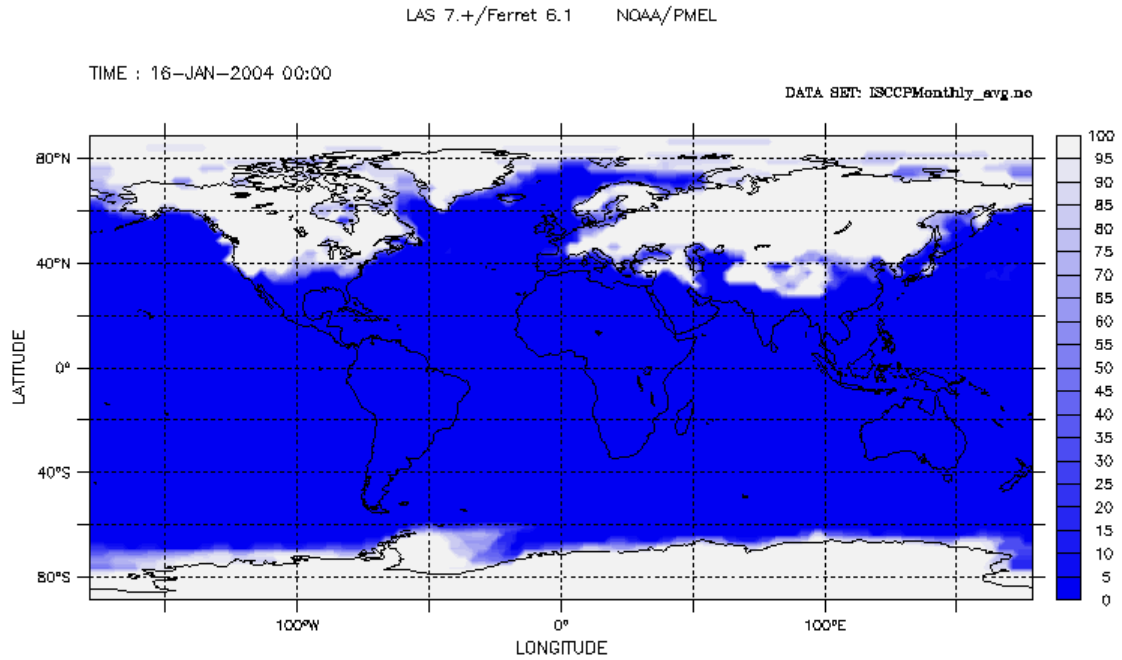 LAS 7.+/Ferret 6.1 NOAA/PMEL
TIME : 16-JAN-2004 00:00
DATA SET: ISCCPMonthly_avg.nc
LATITUDE
80°N
40°N
0°
40°S
80°S
100°W 0° 100°E
LONGITUDE
100
95
90
85
80
75
70
65
60
55
50
45
40
35
30
25
20
15
10
5
0